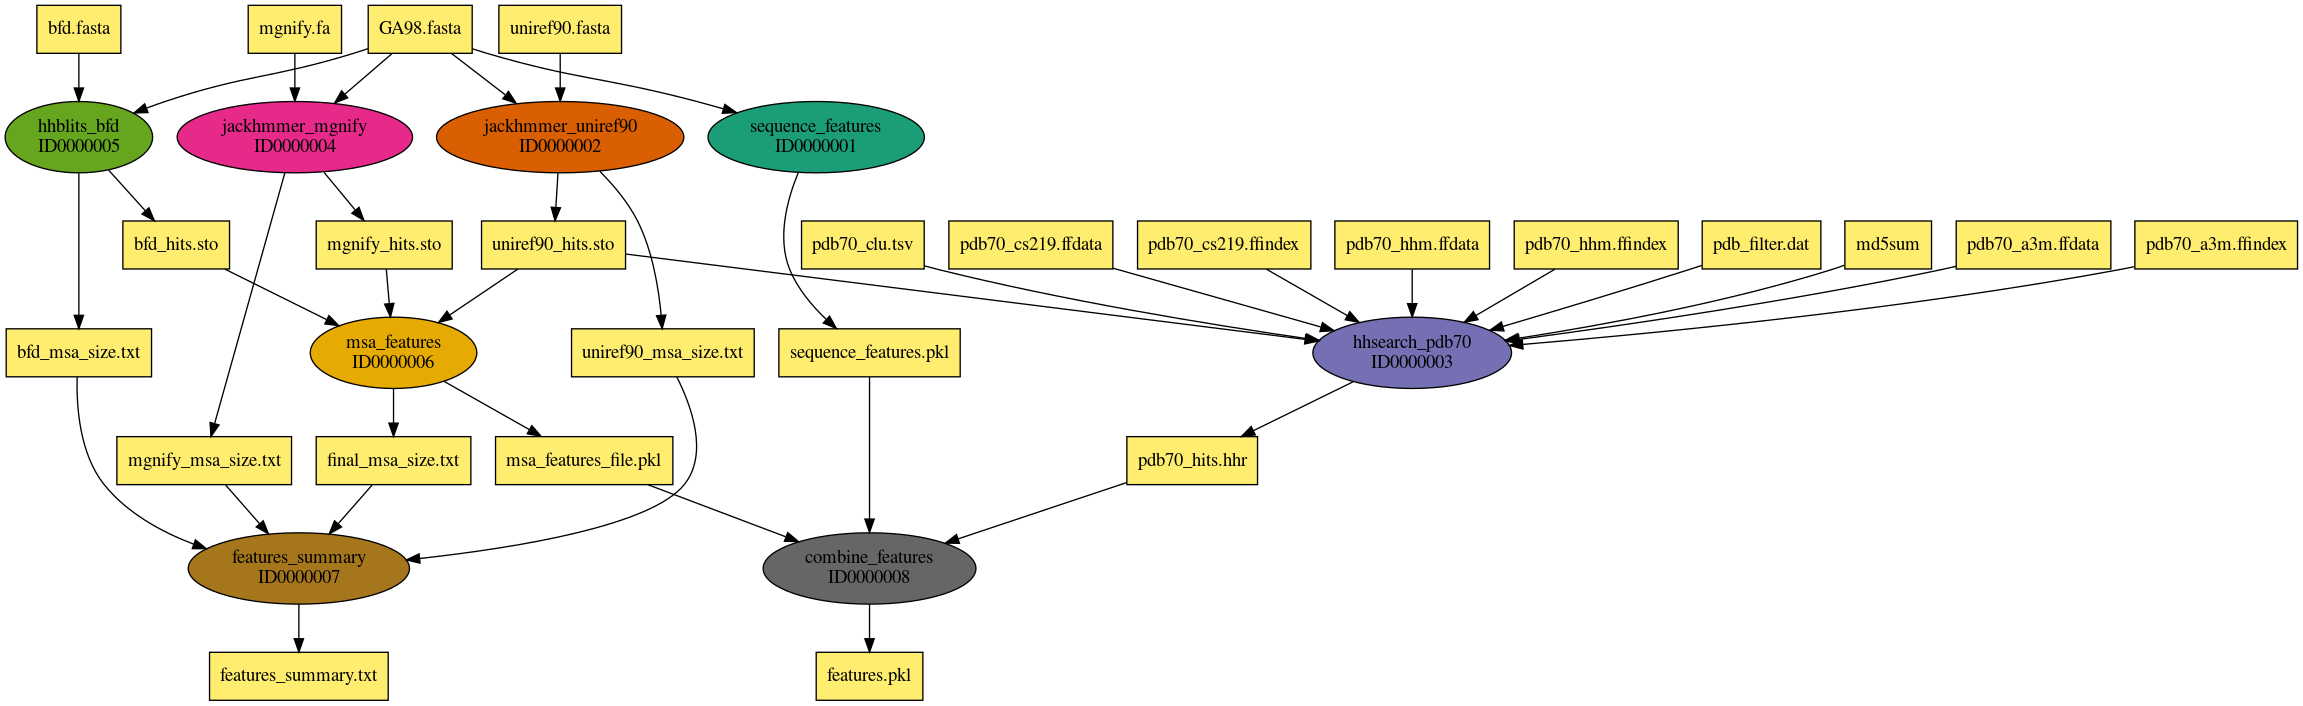 bfd.fasta
mgnify.fa
GA98.fasta
uniref90.fasta
hhblits_bfd
ID0000005
jackhmmer_mgnify
ID0000004
jackhmmer_uniref90
ID0000002
sequence_features
ID0000001
bfd_hits.sto
mgnify_hits.sto
uniref90_hits.sto
pdb70_clu.tsv
pdb70_cs219.ffdata
pdb70_cs219.ffindex
pdb70_hhm.ffdata
pdb70_hhm.ffindex
pdb_filter.dat
md5sum
pdb70_a3m.ffdata
pdb70_a3m.ffindex
bfd_msa_size.txt
msa_features
ID0000006
uniref90_msa_size.txt
sequence_features.pkl
hhsearch_pdb70
ID0000003
mgnify_msa_size.txt
final_msa_size.txt
msa_features_file.pkl
pdb70_hits.hhr
features_summary
ID0000007
combine_features
ID0000008
features_summary.txt
features.pkl